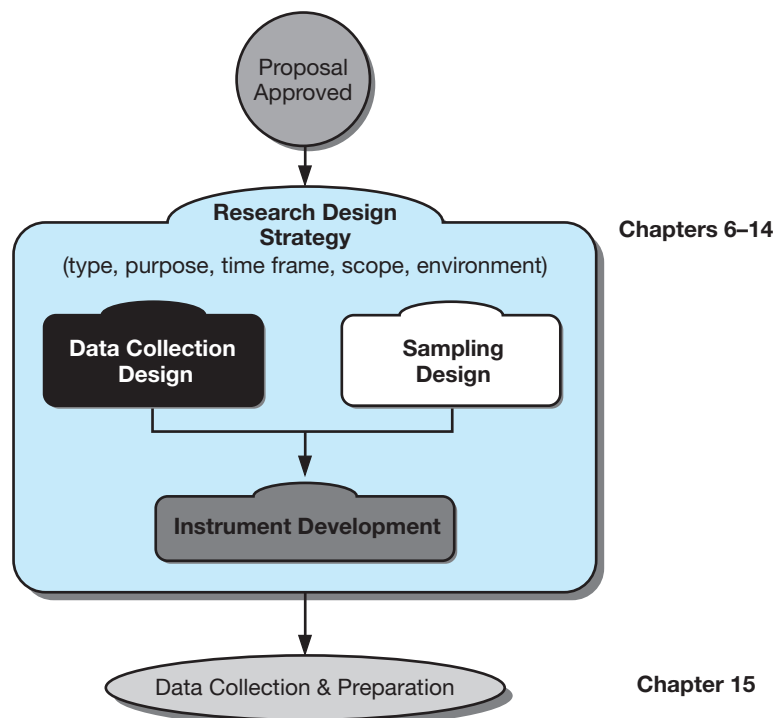 Proposal
Approved
Research Design
Strategy
(type, purpose, time frame, scope, environment)
Chapters 6–14
Data Collection
Design
Sampling
Design
Instrument Development
Data Collection & Preparation
Chapter 15